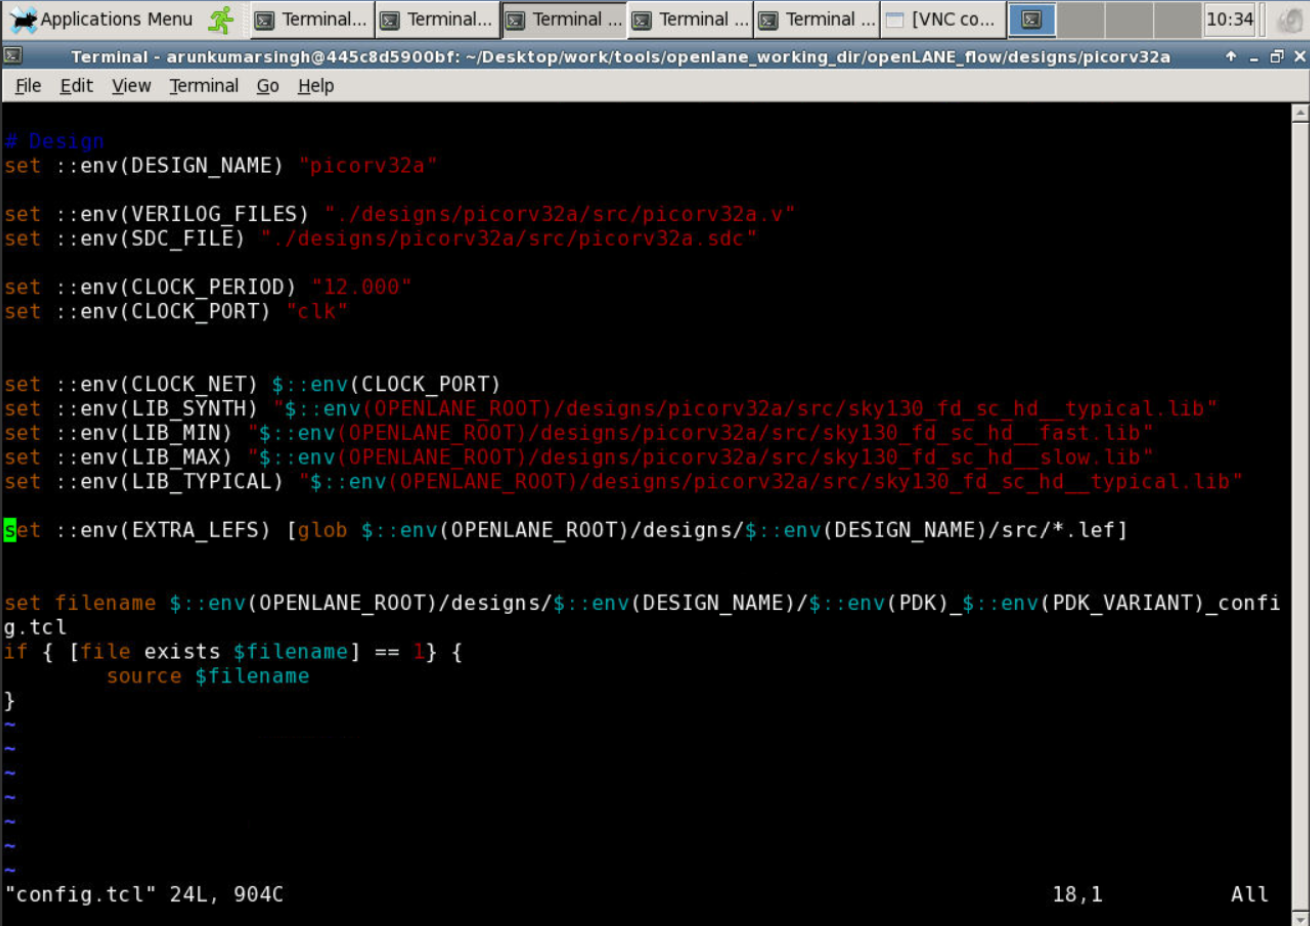 Applications Menu Terminal... Terminal... Terminal ... Terminal ... Terminal ... [VNC co... 10:34
Terminal - arunkumarsingh@445c8d5900bf: ~/Desktop/work/tools/openlane_working_dir/openLANE_flow/designs/picorv32a
File Edit View Terminal Go Help
# Design
set ::env(DESIGN_NAME) "picorv32a"
set ::env(VERILOG_FILES) "./designs/picorv32a/src/picorv32a.v"
set ::env(SDC_FILE) "./designs/picorv32a/src/picorv32a.sdc"
set ::env(CLOCK_PERIOD) "12.000"
set ::env(CLOCK_PORT) "clk"
set ::env(CLOCK_NET) $::env(CLOCK_PORT)
set ::env(LIB_SYNTH) "$::env(OPENLANE_ROOT)/designs/picorv32a/src/sky130_fd_sc_hd__typical.lib"
set ::env(LIB_MIN) "$::env(OPENLANE_ROOT)/designs/picorv32a/src/sky130_fd_sc_hd__fast.lib"
set ::env(LIB_MAX) "$::env(OPENLANE_ROOT)/designs/picorv32a/src/sky130_fd_sc_hd__slow.lib"
set ::env(LIB_TYPICAL) "$::env(OPENLANE_ROOT)/designs/picorv32a/src/sky130_fd_sc_hd__typical.lib"
set ::env(EXTRA_LEFS) [glob $::env(OPENLANE_ROOT)/designs/$::env(DESIGN_NAME)/src/*.lef]
set filename $::env(OPENLANE_ROOT)/designs/$::env(DESIGN_NAME)/$::env(PDK)_$::env(PDK_VARIANT)_confi
g.tcl
if { [file exists $filename] == 1} {
source $filename
}
~
~
~
~
~
~
~
"config.tcl" 24L, 904C 18,1 All